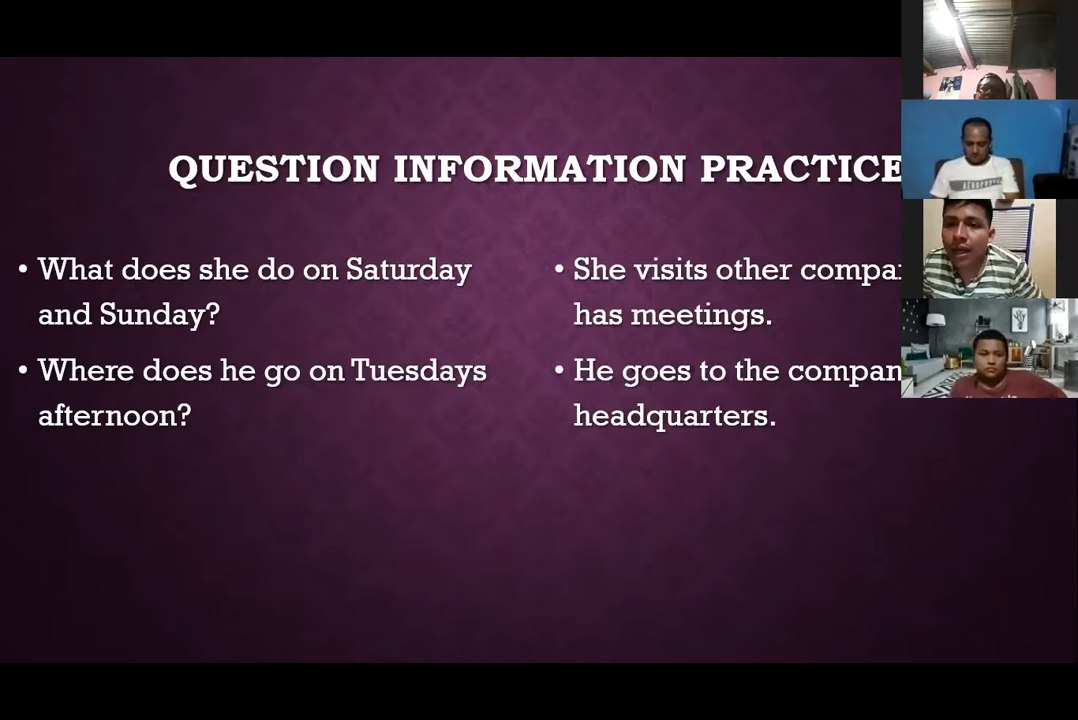 QUESTION INFORMATION PRACTICE
• What does she do on Saturday
and Sunday?
• Where does he go on Tuesdays
afternoon?
• She visits other
has meetings.
• He goes to the
headquarters.